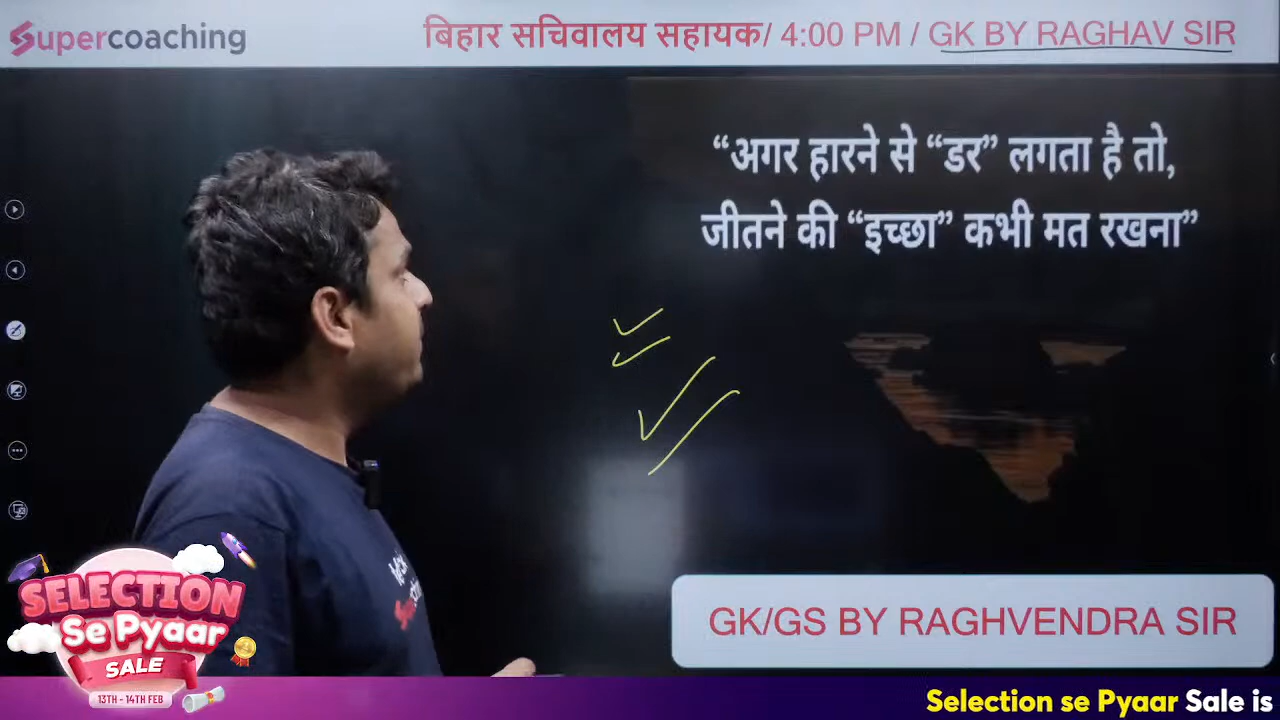 Supercoaching
बिहार सचिवालय सहायक/ 4:00 PM / GK BY RAGHAV SIR
“अगर हारने से “डर” लगता है तो,
जीतने की “इच्छा” कभी मत रखना”
GK/GS BY RAGHVENDRA SIR
SELECTION
Se Pyaar
SALE
13TH - 14TH FEB
Selection se Pyaar Sale is